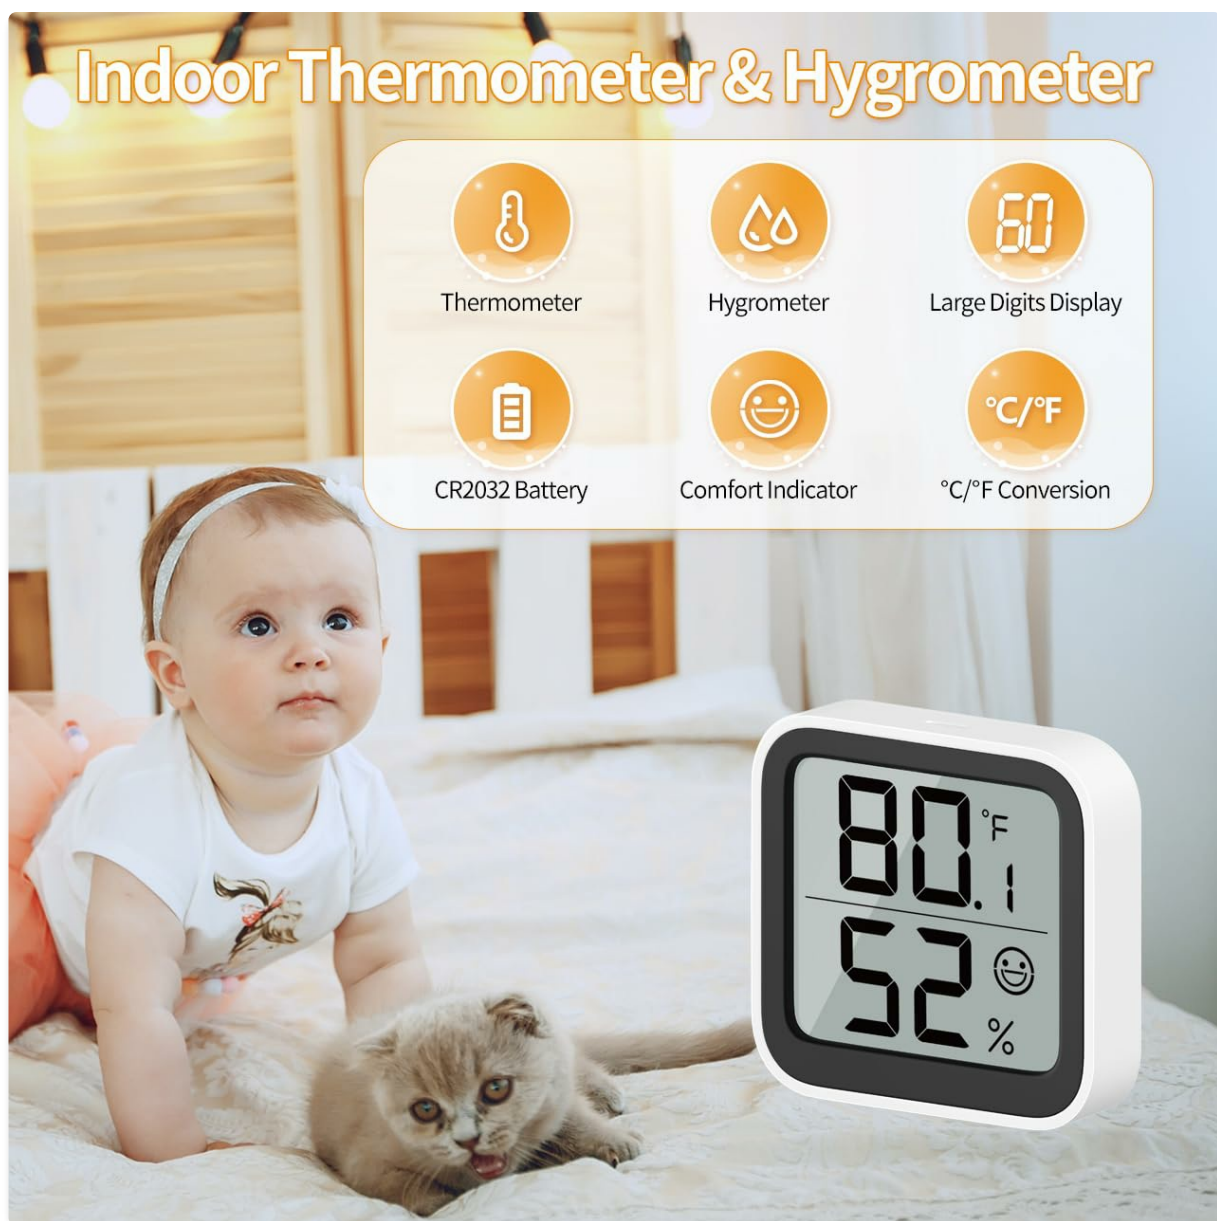 Indoor Thermometer & Hygrometer
60
Thermometer
Hygrometer
Large Digits Display
°C/°F
CR2032 Battery
Comfort Indicator
°C/°F Conversion
80.1 °F
52 %